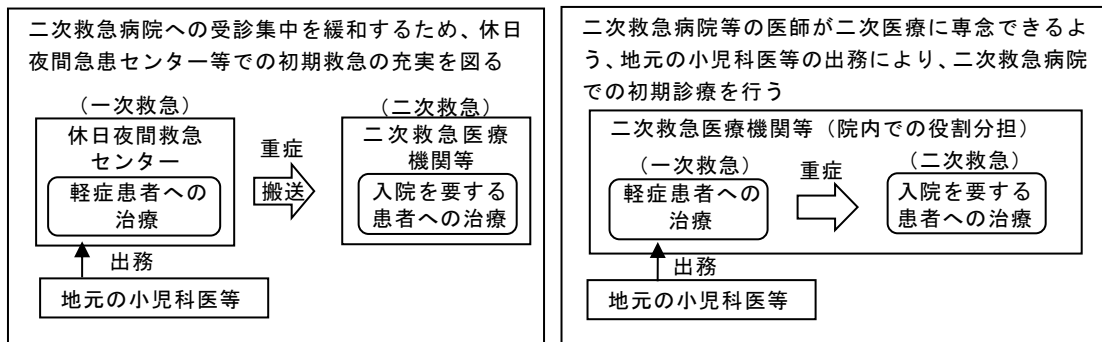 二次救急病院への受診集中を緩和するため、休日
夜間急患センター等での初期救急の充実を図る
（一次救急）
休日夜間救急
センター
軽症患者への
治療
出務
地元の小児科医等
重症
搬送
（二次救急）
二次救急医療
機関等
入院を要する
患者への治療
二次救急病院等の医師が二次医療に専念できるよ
う、地元の小児科医等の出務により、二次救急病院
での初期診療を行う
二次救急医療機関等（院内での役割分担）
（一次救急）
軽症患者への
治療
出務
地元の小児科医等
重症
（二次救急）
入院を要する
患者への治療